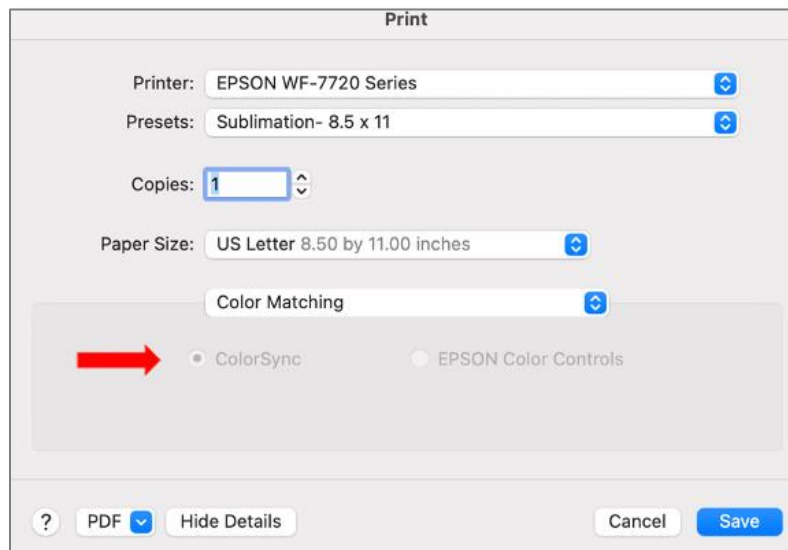 Print
Printer: EPSON WF-7720 Series
Presets: Sublimation- 8.5 x 11
Copies: 1
Paper Size: US Letter 8.50 by 11.00 inches
Color Matching
ColorSync EPSON Color Controls
? PDF Hide Details Cancel Save